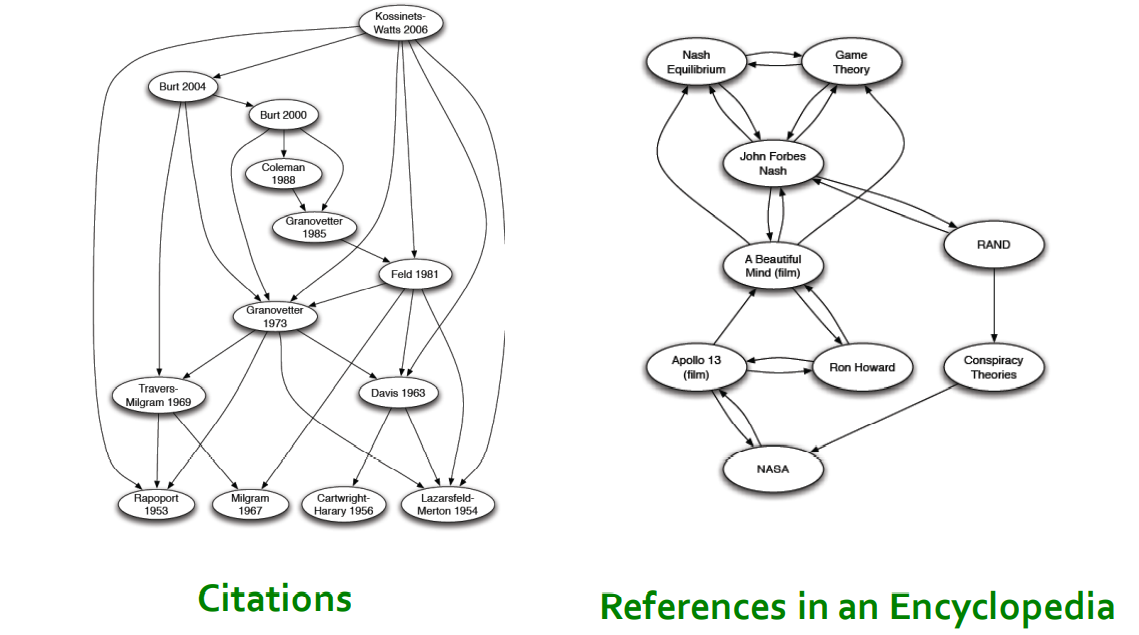 Kossinets-
Watts 2006
Burt 2004
Burt 2000
Coleman
1988
Granovetter
1985
Feld 1981
Granovetter
1973
Travers-
Milgram 1969
Davis 1963
Rapoport
1953
Milgram
1967
Cartwright-
Harary 1956
Lazarsfeld-
Merton 1954
Citations
Nash
Equilibrium
Game
Theory
John Forbes
Nash
RAND
A Beautiful
Mind (film)
Apollo 13
(film)
Ron Howard
Conspiracy
Theories
NASA
References in an Encyclopedia